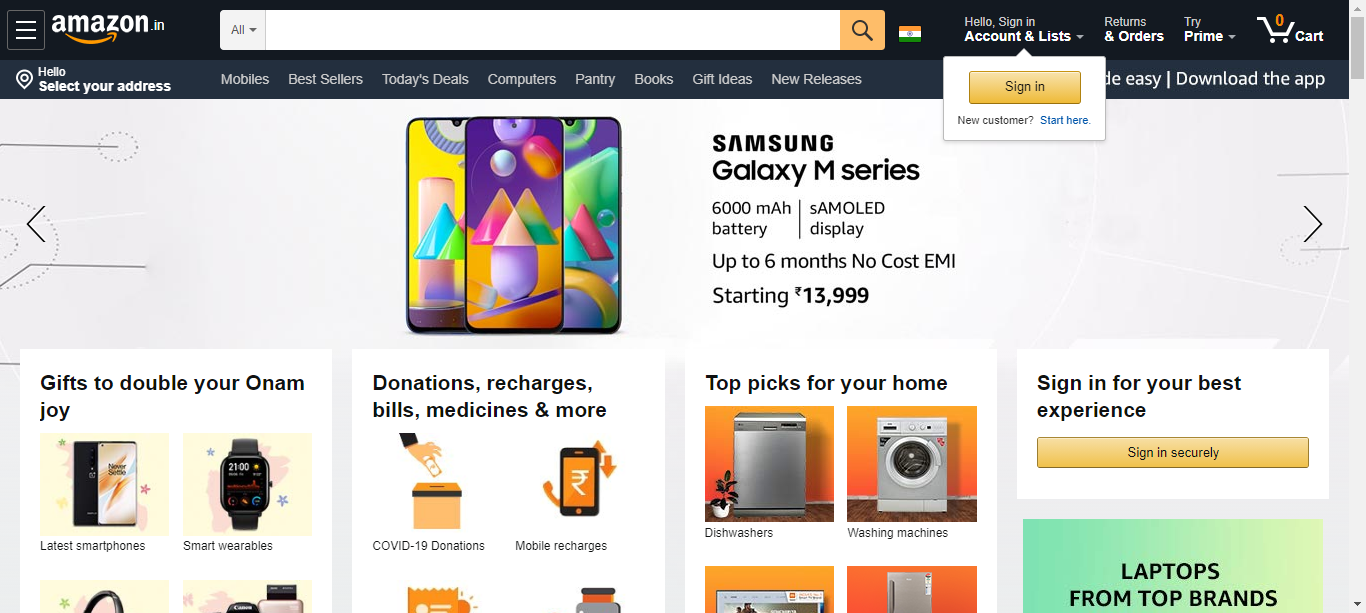 amazon.in
All
Hello, Sign in
Account & Lists
Returns
& Orders
Try
Prime
0
Cart
Hello
Select your address
Mobiles Best Sellers Today's Deals Computers Pantry Books Gift Ideas New Releases
de easy | Download the app
Sign in
New customer? Start here.
SAMSUNG
Galaxy M series
6000 mAh
battery
sAMOLED
display
Up to 6 months No Cost EMI
Starting ₹13,999
Gifts to double your Onam
joy
Never
Settle
21:00
Latest smartphones
Smart wearables
Canon
Donations, recharges,
bills, medicines & more
₹
COVID-19 Donations
Mobile recharges
Top picks for your home
Dishwashers
Washing machines
Sign in for your best
experience
Sign in securely
LAPTOPS
FROM TOP BRANDS